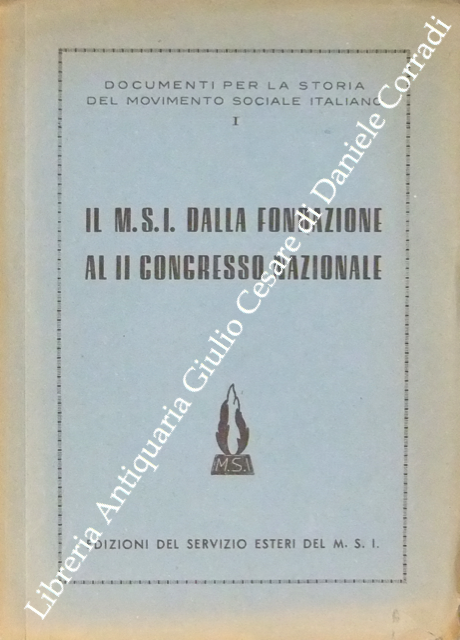 DOCUMENTI PER LA STORIA
DEL MOVIMENTO SOCIALE ITALIANO
I
IL M.S.I. DALLA FONDAZIONE
AL II CONGRESSO NAZIONALE
M.S.I
EDIZIONI DEL SERVIZIO ESTERI DEL M. S. I.
Libreria Antiquaria Giulio Cesare di Daniele Corradi